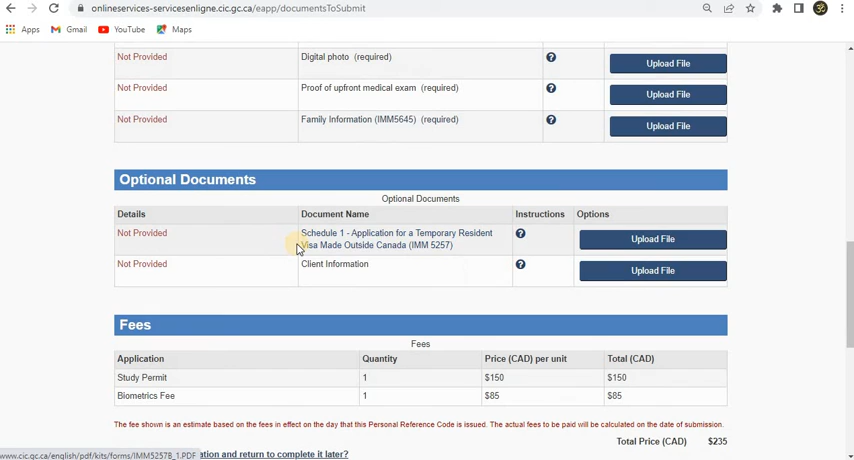 onlineservices-servicesenligne.cic.gc.ca/eapp/documentsToSubmit
Apps Gmail YouTube Maps
Not Provided Digital photo (required) ? Upload File
Not Provided Proof of upfront medical exam (required) ? Upload File
Not Provided Family Information (IMM5645) (required) ? Upload File
Optional Documents
Optional Documents
Details Document Name Instructions Options
Not Provided Schedule 1 - Application for a Temporary Resident ? Upload File
Visa Made Outside Canada (IMM 5257)
Not Provided Client Information ? Upload File
Fees
Fees
Application Quantity Price (CAD) per unit Total (CAD)
Study Permit 1 $150 $150
Biometrics Fee 1 $85 $85
The fee shown is an estimate based on the fees in effect on the day that this Personal Reference Code is issued. The actual fees to be paid will be calculated on the date of submission.
Total Price (CAD) $235
www.cic.gc.ca/english/pdf/kits/forms/IMM5257B_1.PDF ation and return to complete it later?